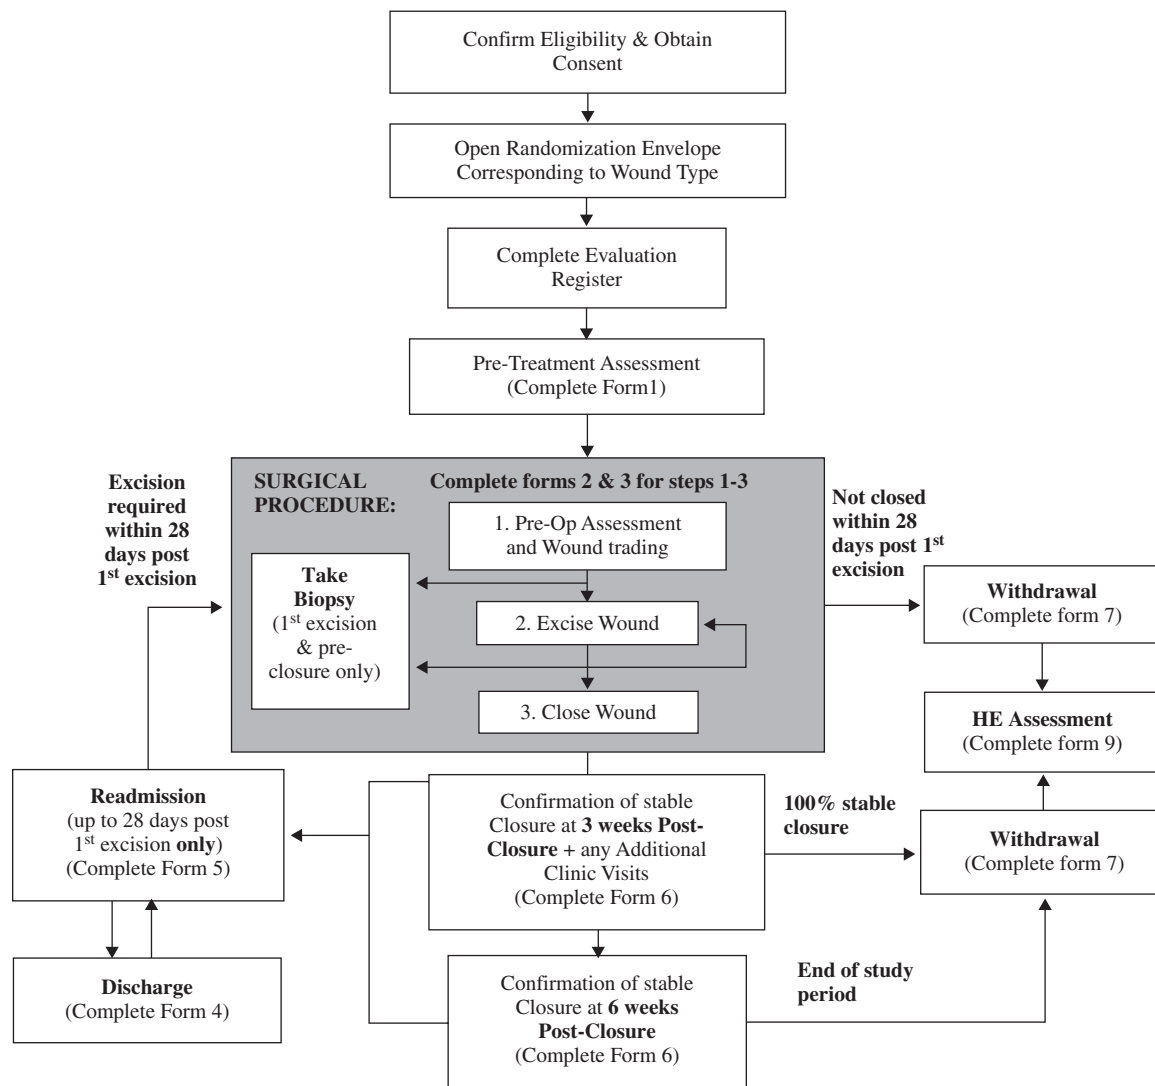 Confirm Eligibility & Obtain
Consent
Open Randomization Envelope
Corresponding to Wound Type
Complete Evaluation
Register
Pre-Treatment Assessment
(Complete Form1)
Excision
required
within 28
days post
1st excision
SURGICAL
PROCEDURE:
Complete forms 2 & 3 for steps 1-3
1. Pre-Op Assessment
and Wound trading
Take
Biopsy
(1st excision
& pre-
closure only)
2. Excise Wound
3. Close Wound
Not closed
within 28
days post 1st
excision
Withdrawal
(Complete form 7)
HE Assessment
(Complete form 9)
Readmission
(up to 28 days post
1st excision only)
(Complete Form 5)
Confirmation of stable
Closure at 3 weeks Post-
Closure + any Additional
Clinic Visits
(Complete Form 6)
100% stable
closure
Withdrawal
(Complete form 7)
Discharge
(Complete Form 4)
Confirmation of stable
Closure at 6 weeks
Post-Closure
(Complete Form 6)
End of study
period